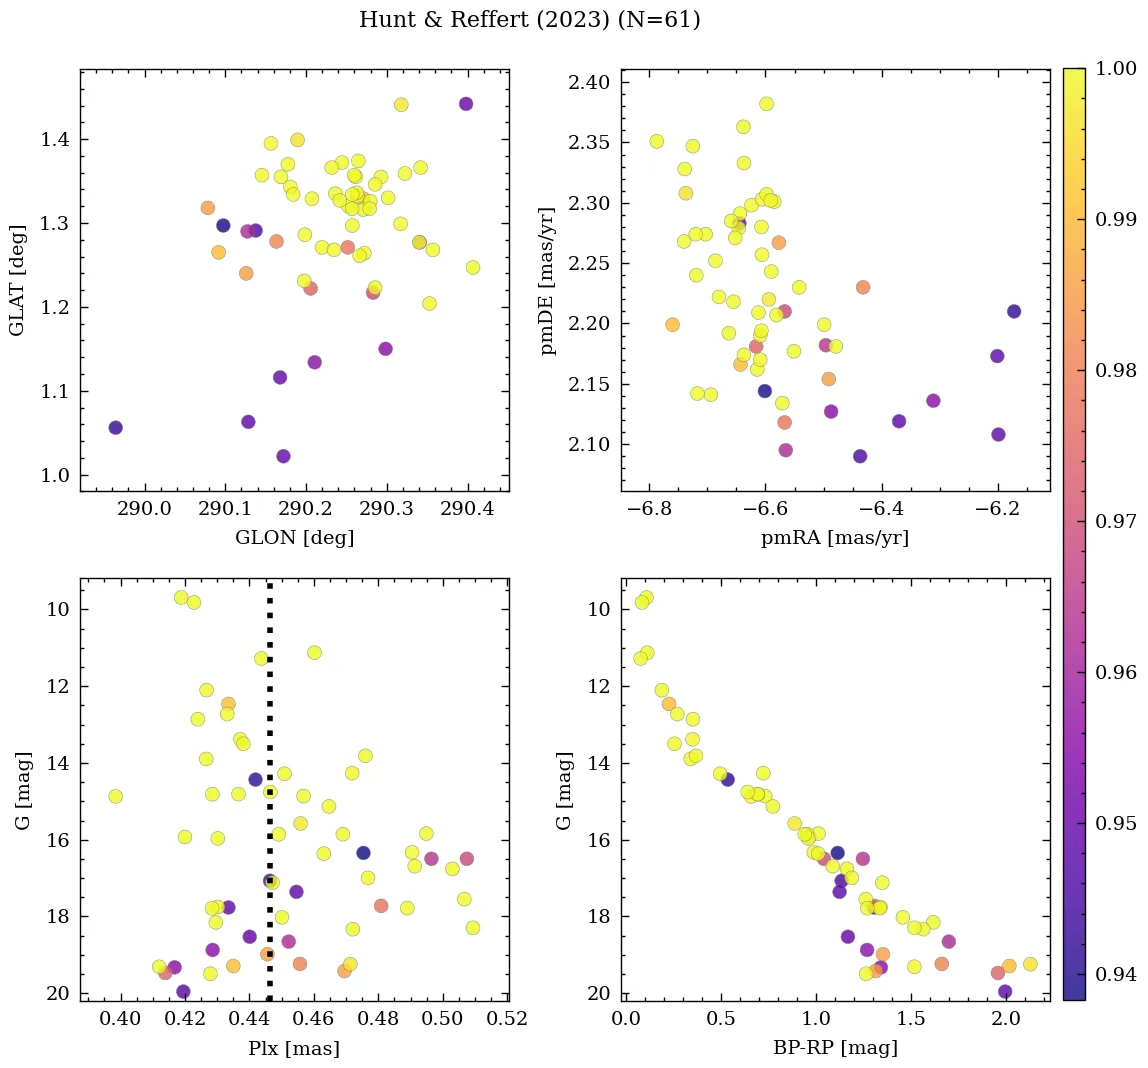 Hunt & Reffert (2023) (N=61)
1.4
1.3
1.2
1.1
1.0
GLAT [deg]
290.0 290.1 290.2 290.3 290.4
GLON [deg]
2.40
2.35
2.30
2.25
2.20
2.15
2.10
pmDE [mas/yr]
−6.8 −6.6 −6.4 −6.2
pmRA [mas/yr]
10
12
14
16
18
20
G [mag]
0.40 0.42 0.44 0.46 0.48 0.50 0.52
Plx [mas]
10
12
14
16
18
20
G [mag]
0.0 0.5 1.0 1.5 2.0
BP-RP [mag]
1.00
0.99
0.98
0.97
0.96
0.95
0.94